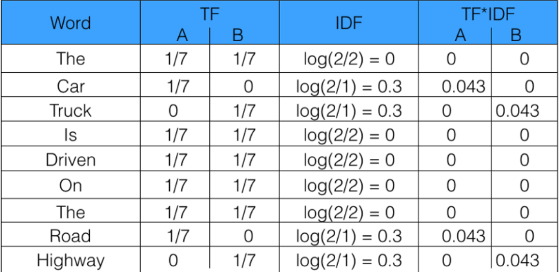 Word TF IDF TF*IDF
A B A B
The 1/7 1/7 log(2/2) = 0 0 0
Car 1/7 0 log(2/1) = 0.3 0.043 0
Truck 0 1/7 log(2/1) = 0.3 0 0.043
Is 1/7 1/7 log(2/2) = 0 0 0
Driven 1/7 1/7 log(2/2) = 0 0 0
On 1/7 1/7 log(2/2) = 0 0 0
The 1/7 1/7 log(2/2) = 0 0 0
Road 1/7 0 log(2/1) = 0.3 0.043 0
Highway 0 1/7 log(2/1) = 0.3 0 0.043